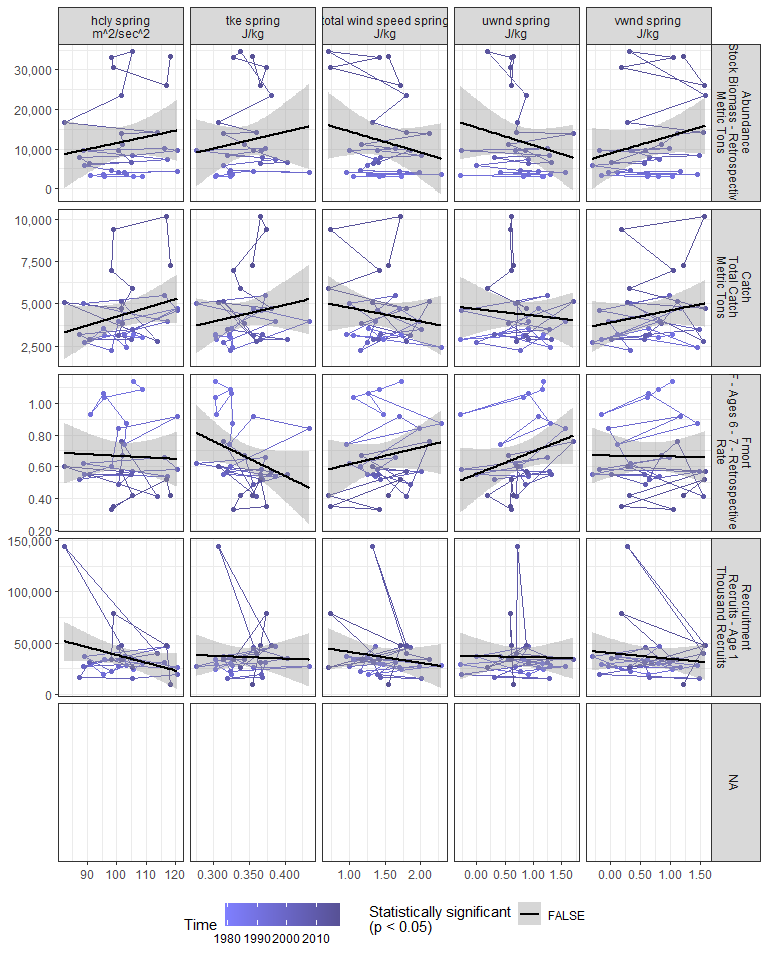 hcly spring
m^2/sec^2
tke spring
J/kg
total wind speed spring
J/kg
uwnd spring
J/kg
vwnd spring
J/kg
30,000
20,000
10,000
0
Abundance
Stock Biomass - Retrospective
Metric Tons
10,000
7,500
5,000
2,500
Catch
Total Catch
Metric Tons
1.00
0.80
0.60
0.40
0.20
Fmort
F - Ages 6 - 7 - Retrospective
Rate
150,000
100,000
50,000
0
Recruitment
Recruits - Age 1
Thousand Recruits
NA
90 100 110 120
0.300 0.350 0.400
1.00 1.50 2.00
0.00 0.50 1.00 1.50
0.00 0.50 1.00 1.50
Time
1980 1990 2000 2010
Statistically significant
(p < 0.05)
FALSE